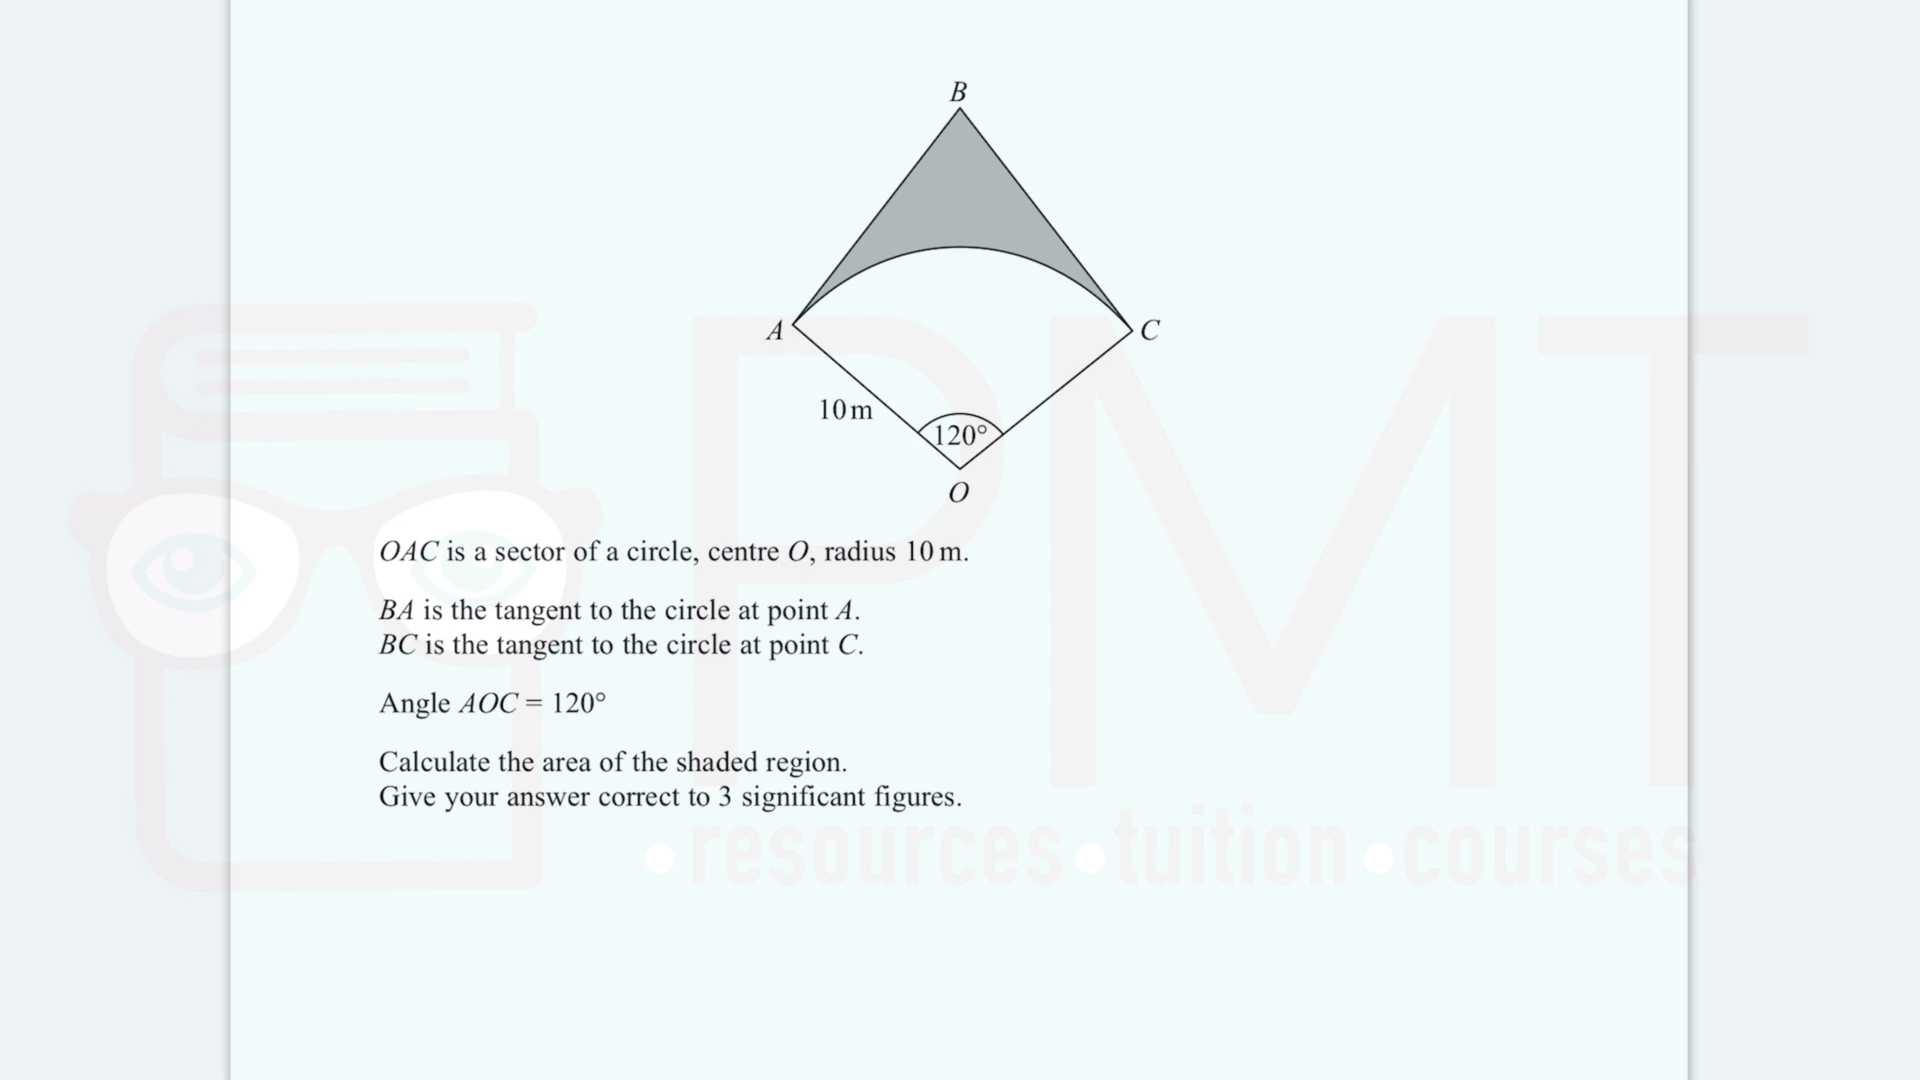 B
A
C
10 m
120°
O
OAC is a sector of a circle, centre O, radius 10 m.
BA is the tangent to the circle at point A.
BC is the tangent to the circle at point C.
Angle AOC = 120°
Calculate the area of the shaded region.
Give your answer correct to 3 significant figures.
PMT
•resources•tuition•courses